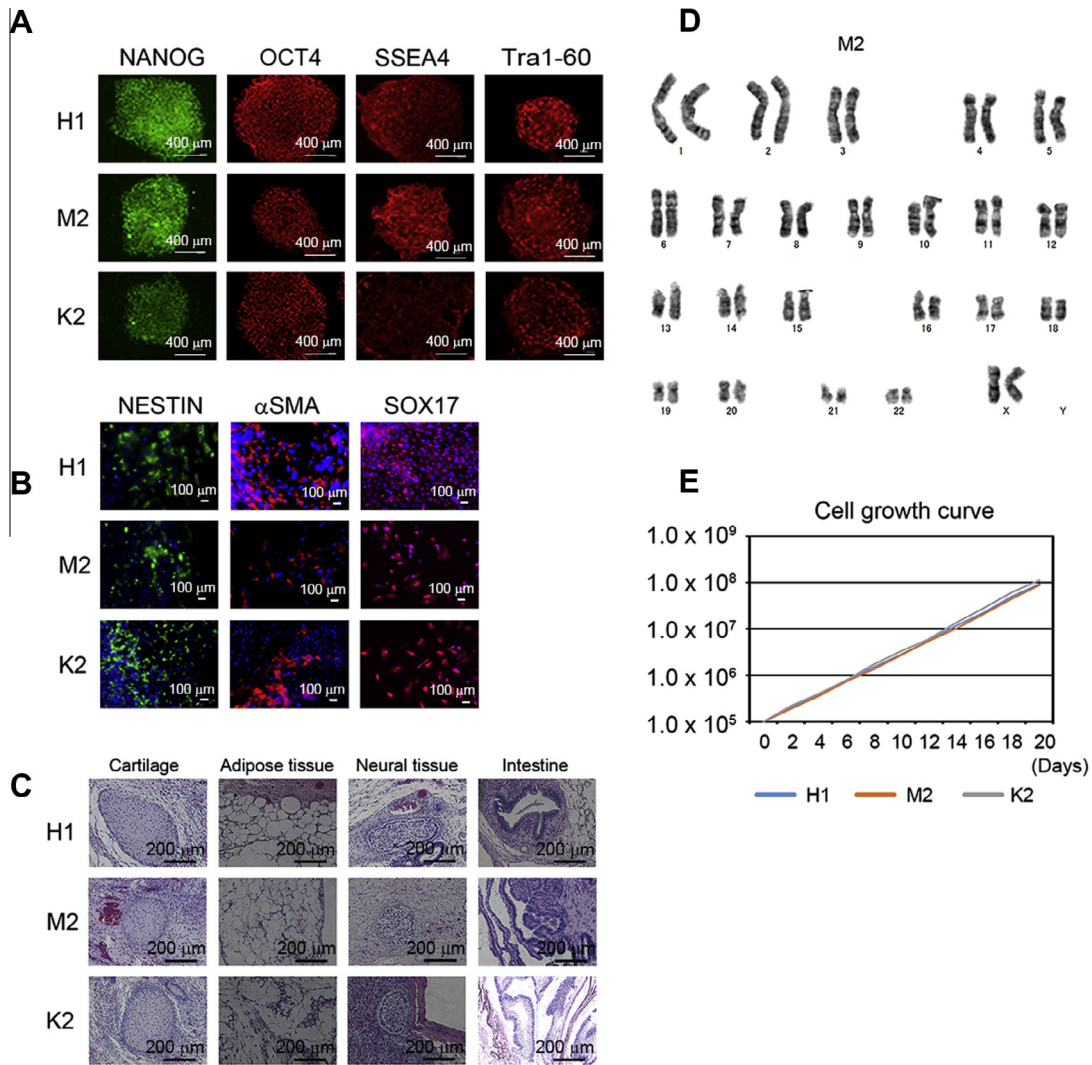 A
NANOG OCT4 SSEA4 Tra1-60
H1
400 μm 400 μm 400 μm 400 μm
M2
400 μm 400 μm 400 μm 400 μm
K2
400 μm 400 μm 400 μm 400 μm
B
NESTIN αSMA SOX17
H1
100 μm 100 μm 100 μm
M2
100 μm 100 μm 100 μm
K2
100 μm 100 μm 100 μm
C
Cartilage Adipose tissue Neural tissue Intestine
H1
200 μm 200 μm 200 μm 200 μm
M2
200 μm 200 μm 200 μm 200 μm
K2
200 μm 200 μm 200 μm 200 μm
D
M2
1 2 3 4 5
6 7 8 9 10 11 12
13 14 15 16 17 18
19 20 21 22 X Y
E
Cell growth curve
1.0 x 10⁹
1.0 x 10⁸
1.0 x 10⁷
1.0 x 10⁶
1.0 x 10⁵
0 2 4 6 8 10 12 14 16 18 20
(Days)
H1 M2 K2